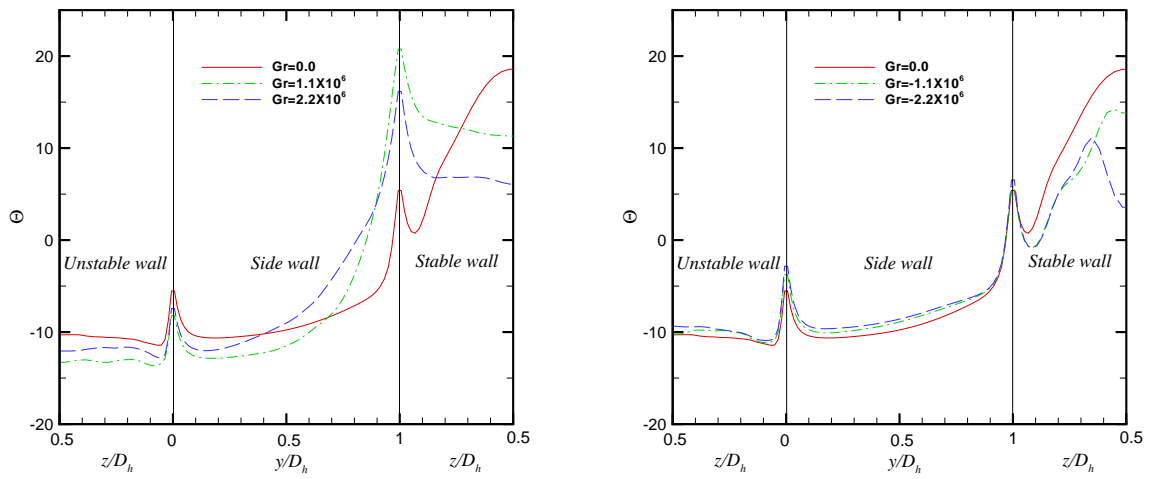 20
10
0
-10
-20
Θ
Gr=0.0
Gr=1.1X10⁶
Gr=2.2X10⁶
Unstable wall
Side wall
Stable wall
0.5
0
0.5
1
0.5
z/Dₕ
y/Dₕ
z/Dₕ
20
10
0
-10
-20
Θ
Gr=0.0
Gr=-1.1X10⁶
Gr=-2.2X10⁶
Unstable wall
Side wall
Stable wall
0.5
0
0.5
1
0.5
z/Dₕ
y/Dₕ
z/Dₕ